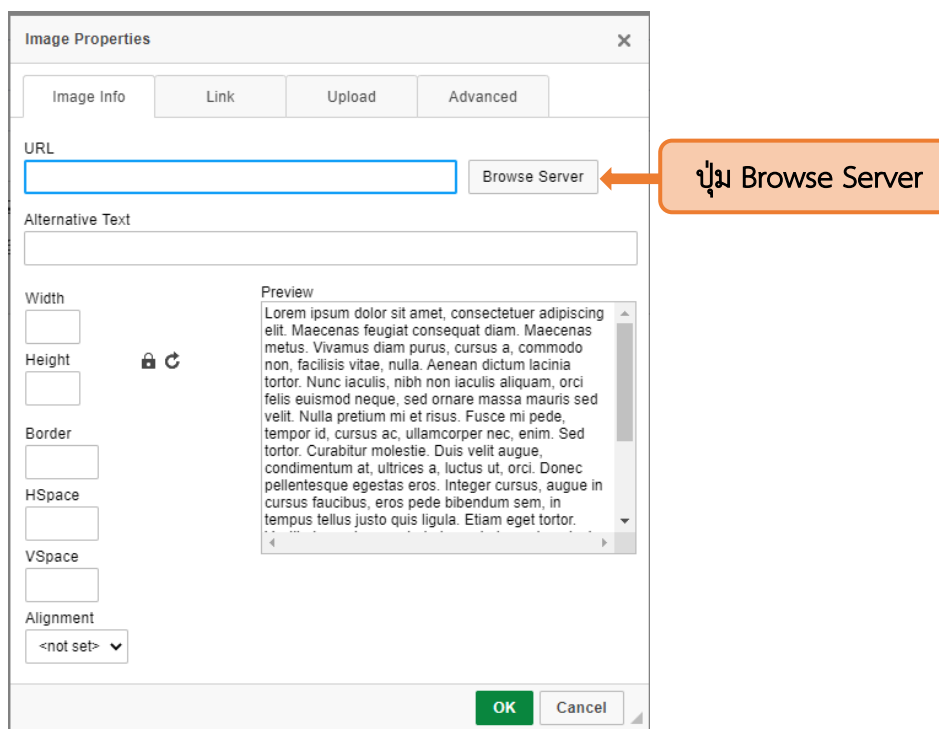 Image Properties
Image Info
Link
Upload
Advanced
URL
Browse Server
ปุ่ม Browse Server
Alternative Text
Width
Height
Border
HSpace
VSpace
Alignment
<not set>
Preview
Lorem ipsum dolor sit amet, consectetuer adipiscing
elit. Maecenas feugiat consequat diam. Maecenas
metus. Vivamus diam purus, cursus a, commodo
non, facilisis vitae, nulla. Aenean dictum lacinia
tortor. Nunc iaculis, nibh non iaculis aliquam, orci
felis euismod neque, sed ornare massa mauris sed
velit. Nulla pretium mi et risus. Fusce mi pede,
tempor id, cursus ac, ullamcorper nec, enim. Sed
tortor. Curabitur molestie. Duis velit augue,
condimentum at, ultrices a, luctus ut, orci. Donec
pellentesque egestas eros. Integer cursus, augue in
cursus faucibus, eros pede bibendum sem, in
tempus tellus justo quis ligula. Etiam eget tortor.
OK
Cancel